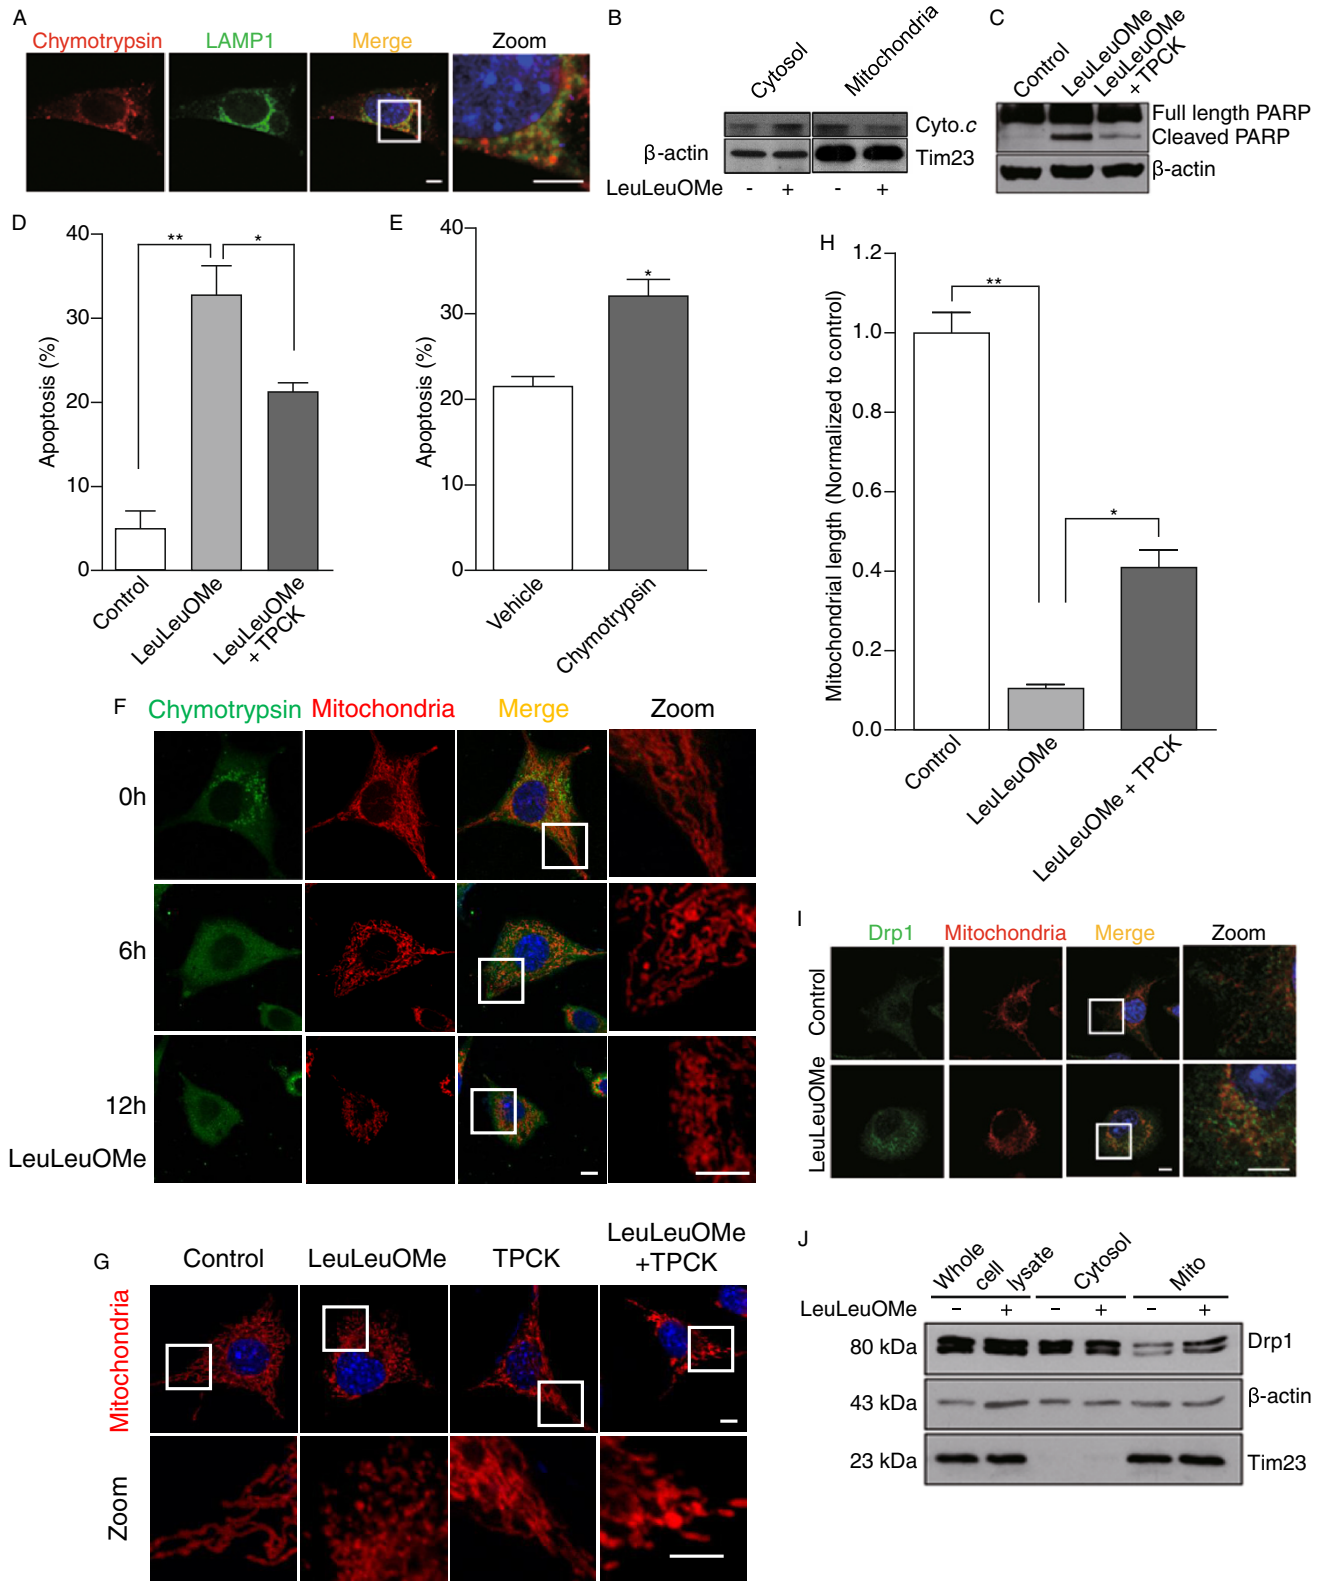 A
Chymotrypsin
LAMP1
Merge
Zoom
B
Cytosol
Mitochondria
Cyto.c
β-actin
Tim23
LeuLeuOMe
- + - +
C
Control
LeuLeuOMe
LeuLeuOMe
+TPCK
Full length PARP
Cleaved PARP
β-actin
D
Apoptosis (%)
40
30
20
10
0
**
*
Control
LeuLeuOMe
LeuLeuOMe
+ TPCK
E
Apoptosis (%)
40
30
20
10
0
*
Vehicle
Chymotrypsin
H
Mitochondrial length (Normalized to control)
1.2
1.0
0.8
0.6
0.4
0.2
0.0
**
*
Control
LeuLeuOMe
LeuLeuOMe + TPCK
F
Chymotrypsin
Mitochondria
Merge
Zoom
0h
6h
12h
LeuLeuOMe
I
Drp1
Mitochondria
Merge
Zoom
Control
LeuLeuOMe
G
Control
LeuLeuOMe
TPCK
LeuLeuOMe
+TPCK
Mitochondria
Zoom
J
Whole
cell
lysate
Cytosol
Mito
LeuLeuOMe
- + - + - +
80 kDa
Drp1
43 kDa
β-actin
23 kDa
Tim23